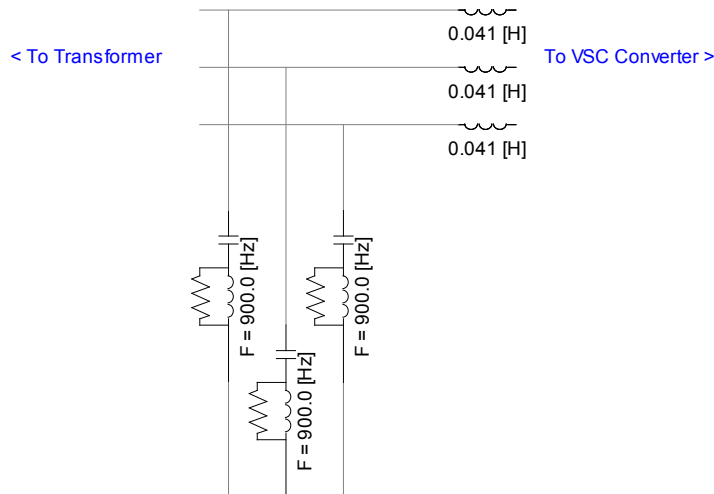 0.041 [H]
< To Transformer
To VSC Converter >
0.041 [H]
0.041 [H]
F = 900.0 [Hz]
F = 900.0 [Hz]
F = 900.0 [Hz]